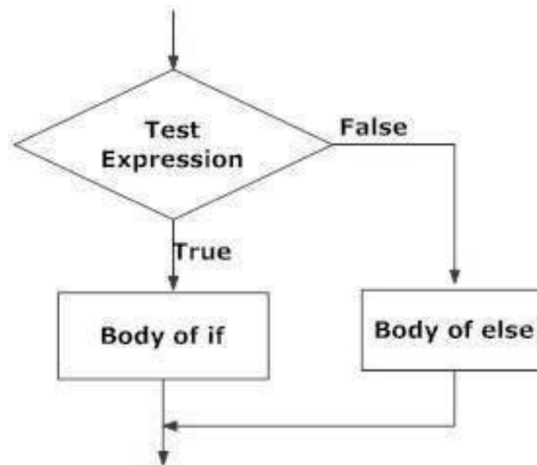 Test
Expression
False
True
Body of if
Body of else